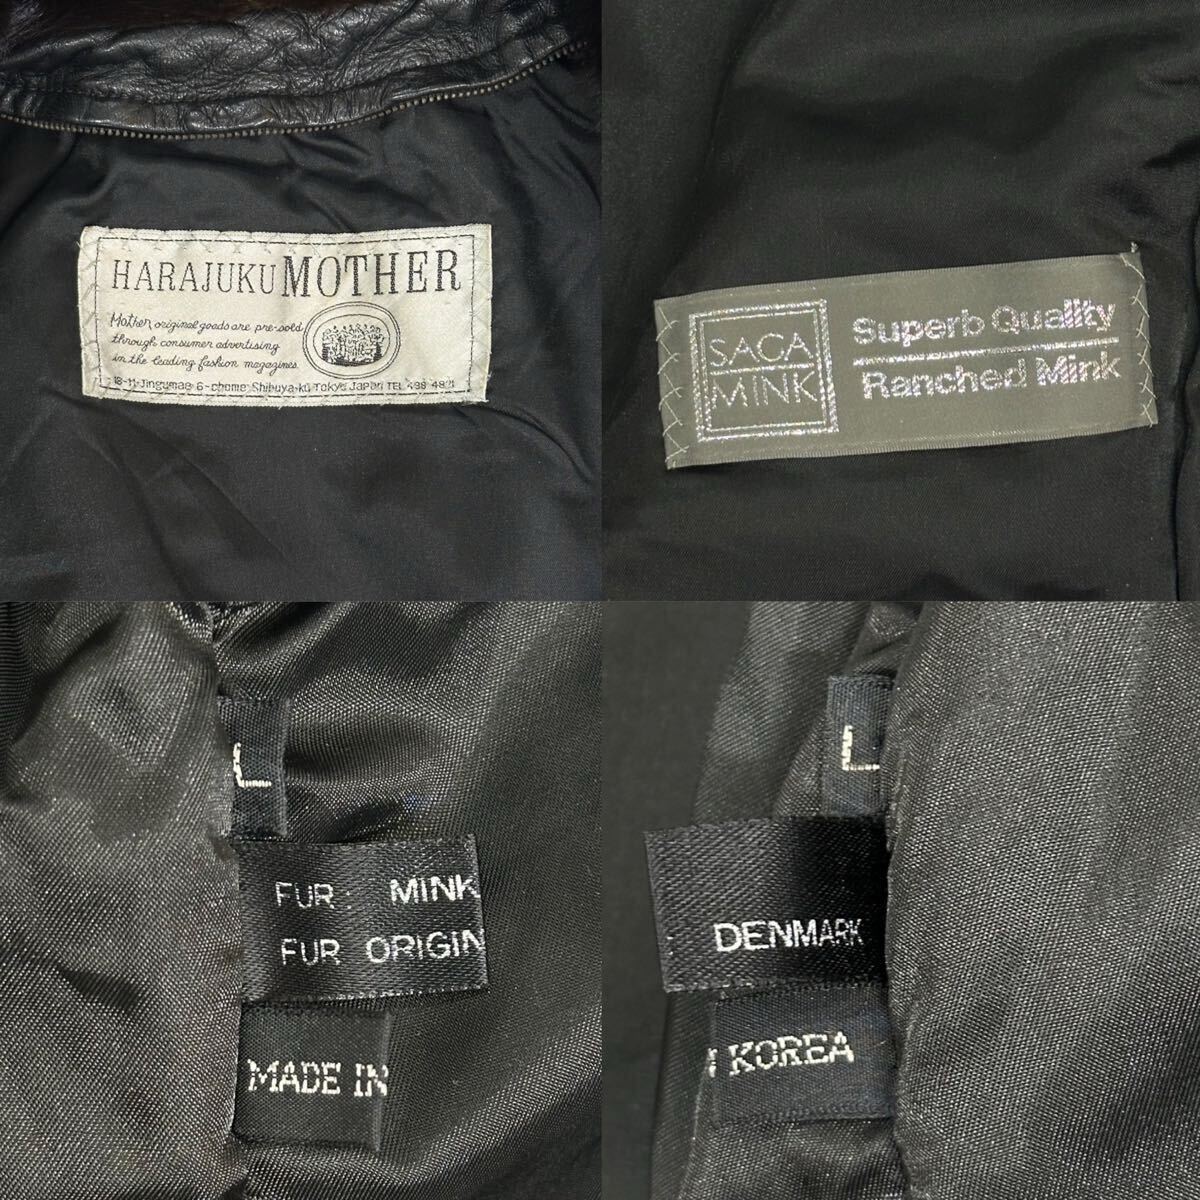 HARAJUKU MOTHER
Mother original goods are pre-sold
through consumer advertising
in the leading fashion magazines.
18-11-Jingumae 6-chome Shibuya-ku Tokyo Japan TEL 498-4821
SACA
MINK
Superb Quality
Ranched Mink
L
FUR: MINK
FUR ORIGIN
MADE IN
L
DENMARK
KOREA